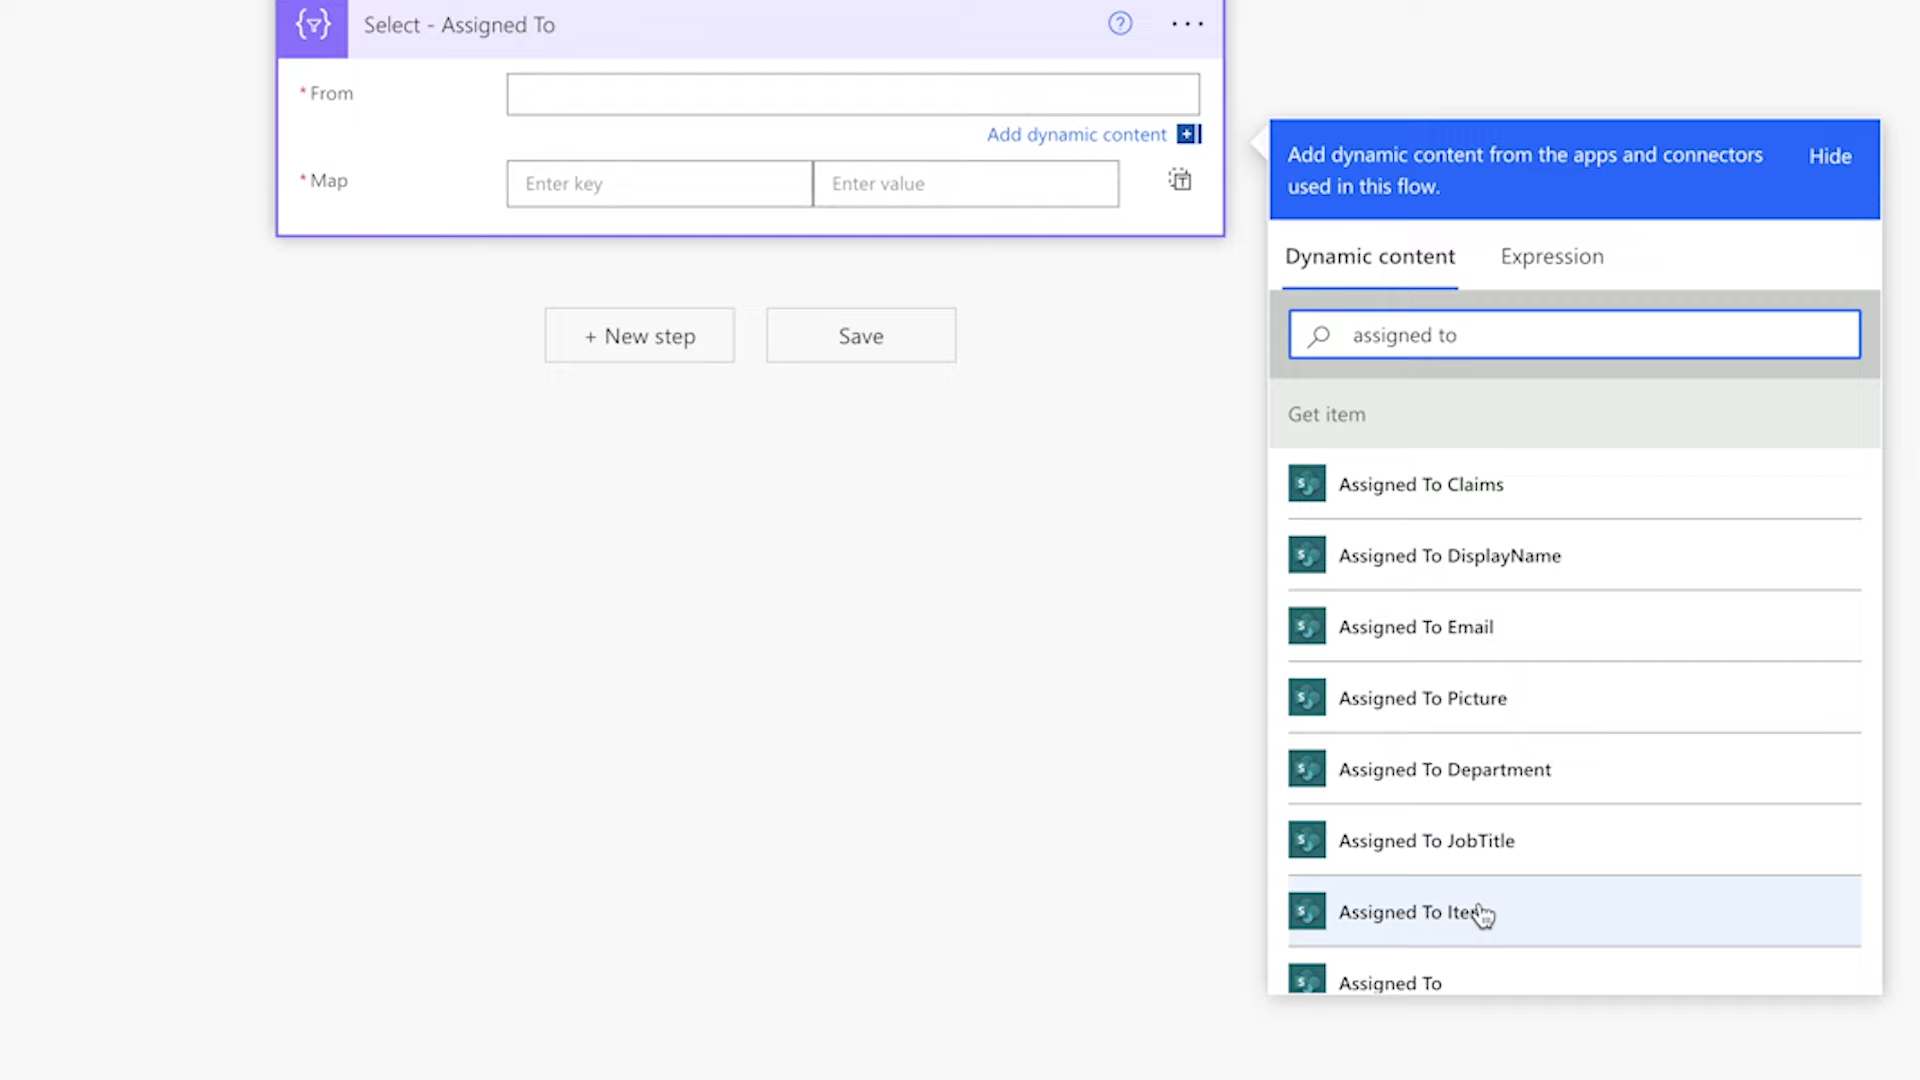 Select - Assigned To
* From
Add dynamic content
* Map
Enter key
Enter value
+ New step
Save
Add dynamic content from the apps and connectors
used in this flow.
Hide
Dynamic content
Expression
assigned to
Get item
Assigned To Claims
Assigned To DisplayName
Assigned To Email
Assigned To Picture
Assigned To Department
Assigned To JobTitle
Assigned To
Assigned To